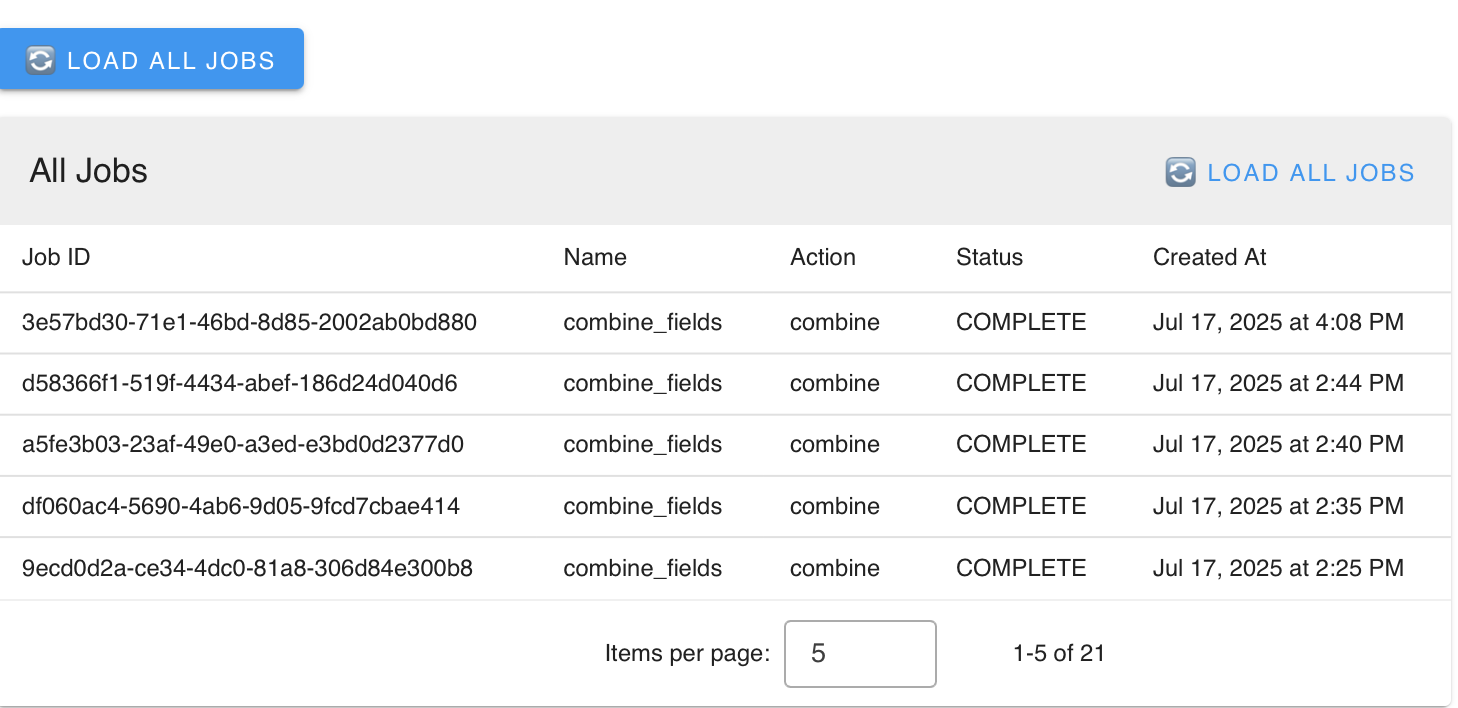 LOAD ALL JOBS
All Jobs LOAD ALL JOBS
Job ID Name Action Status Created At
3e57bd30-71e1-46bd-8d85-2002ab0bd880 combine_fields combine COMPLETE Jul 17, 2025 at 4:08 PM
d58366f1-519f-4434-abef-186d24d040d6 combine_fields combine COMPLETE Jul 17, 2025 at 2:44 PM
a5fe3b03-23af-49e0-a3ed-e3bd0d2377d0 combine_fields combine COMPLETE Jul 17, 2025 at 2:40 PM
df060ac4-5690-4ab6-9d05-9fcd7cbae414 combine_fields combine COMPLETE Jul 17, 2025 at 2:35 PM
9ecd0d2a-ce34-4dc0-81a8-306d84e300b8 combine_fields combine COMPLETE Jul 17, 2025 at 2:25 PM
Items per page: 5 1-5 of 21